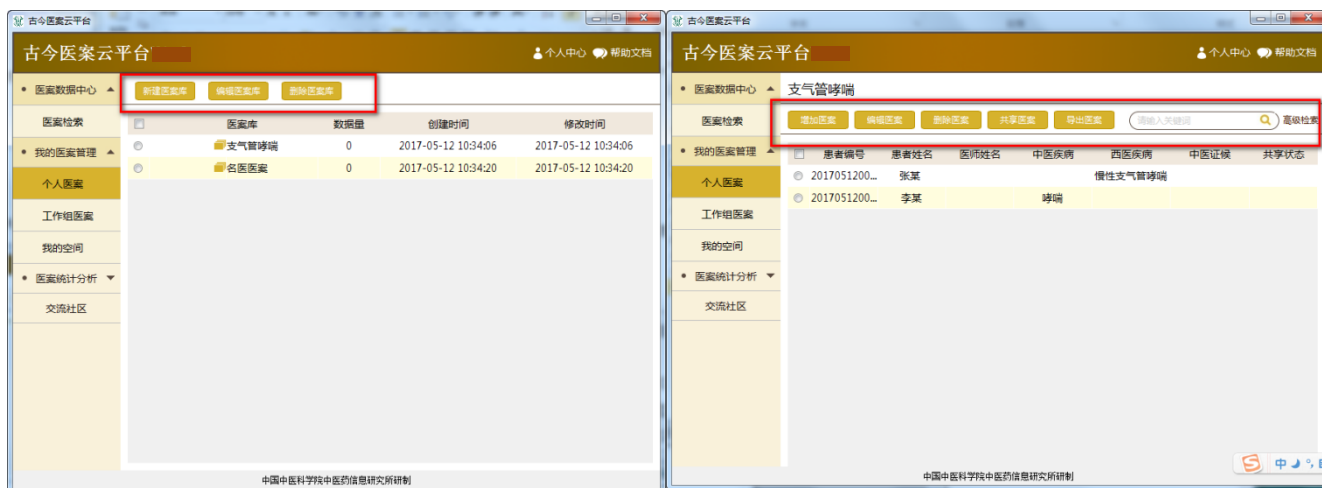 古今医案云平台
古今医案云平台
个人中心 帮助文档
医案数据中心
医案检索
我的医案管理
个人医案
工作组医案
我的空间
医案统计分析
交流社区
新建医案库 编辑医案库 删除医案库
医案库 数据量 创建时间 修改时间
支气管哮喘 0 2017-05-12 10:34:06 2017-05-12 10:34:06
名医医案 0 2017-05-12 10:34:20 2017-05-12 10:34:20
中国中医科学院中医药信息研究所研制
古今医案云平台
古今医案云平台
个人中心 帮助文档
医案数据中心
医案检索
我的医案管理
个人医案
工作组医案
我的空间
医案统计分析
交流社区
支气管哮喘
增加医案 编辑医案 删除医案 共享医案 导出医案 请输入关键词 高级检索
患者编号 患者姓名 医师姓名 中医疾病 西医疾病 中医证候 共享状态
2017051200... 张某 慢性支气管哮喘
2017051200... 李某 哮喘
中国中医科学院中医药信息研究所研制
中